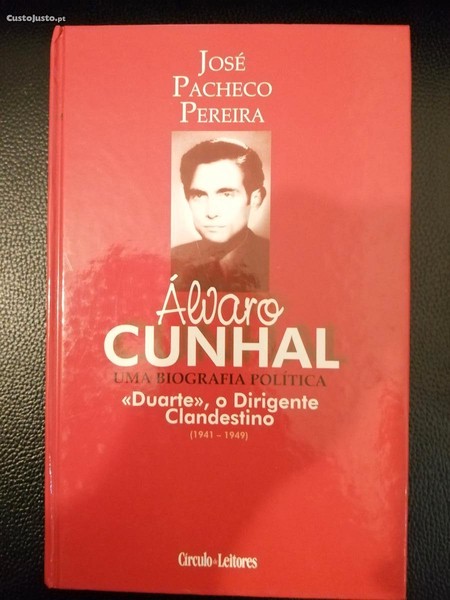 CustoJusto.pt
JOSÉ
PACHECO
PEREIRA
Álvaro
CUNHAL
UMA BIOGRAFIA POLÍTICA
«Duarte», o Dirigente
Clandestino
(1941 – 1949)
Círculo de Leitores